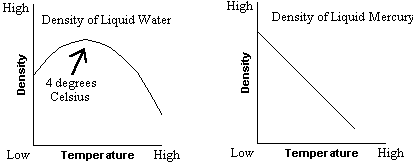 High
Density of Liquid Water
Density
4 degrees
Celsius
Low
Temperature
High
High
Density of Liquid Mercury
Density
Low
Temperature
High